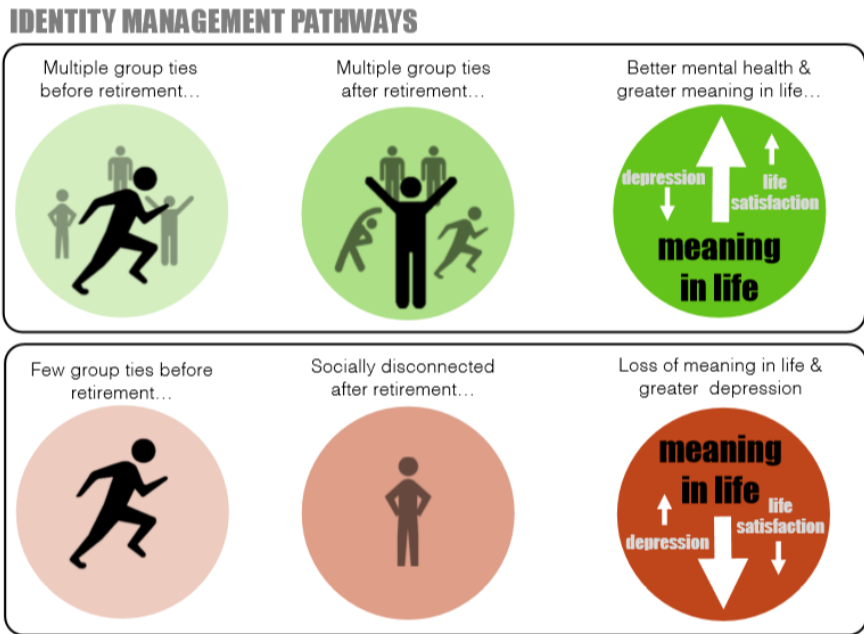 IDENTITY MANAGEMENT PATHWAYS
Multiple group ties
before retirement...
Multiple group ties
after retirement...
Better mental health &
greater meaning in life...
depression
life
satisfaction
meaning
in life
Few group ties before
retirement...
Socially disconnected
after retirement...
Loss of meaning in life &
greater  depression
meaning
in life
life
satisfaction
depression